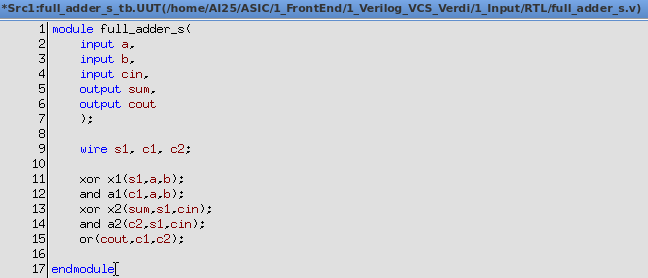 *Src1:full_adder_s_tb.UUT(/home/AI25/ASIC/1_FrontEnd/1_Verilog_VCS_Verdi/1_Input/RTL/full_adder_s.v)
1 module full_adder_s(
2     input a,
3     input b,
4     input cin,
5     output sum,
6     output cout
7     );
8
9     wire s1, c1, c2;
10
11     xor x1(s1,a,b);
12     and a1(c1,a,b);
13     xor x2(sum,s1,cin);
14     and a2(c2,s1,cin);
15     or(cout,c1,c2);
16
17 endmodule